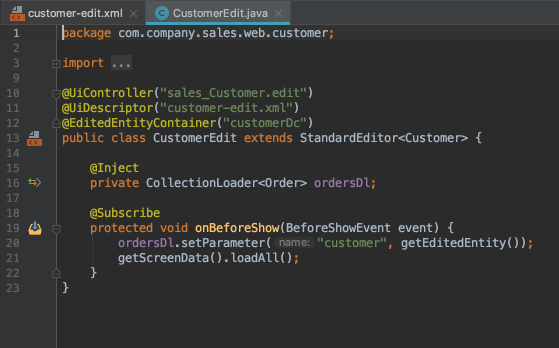 customer-edit.xml × CustomerEdit.java ×
1 package com.company.sales.web.customer;
2
3 import ...
9
10 @UiController("sales_Customer.edit")
11 @UiDescriptor("customer-edit.xml")
12 @EditedEntityContainer("customerDc")
13 public class CustomerEdit extends StandardEditor<Customer> {
14
15 @Inject
16 private CollectionLoader<Order> ordersDl;
17
18 @Subscribe
19 protected void onBeforeShow(BeforeShowEvent event) {
20 ordersDl.setParameter( name: "customer", getEditedEntity());
21 getScreenData().loadAll();
22 }
23 }